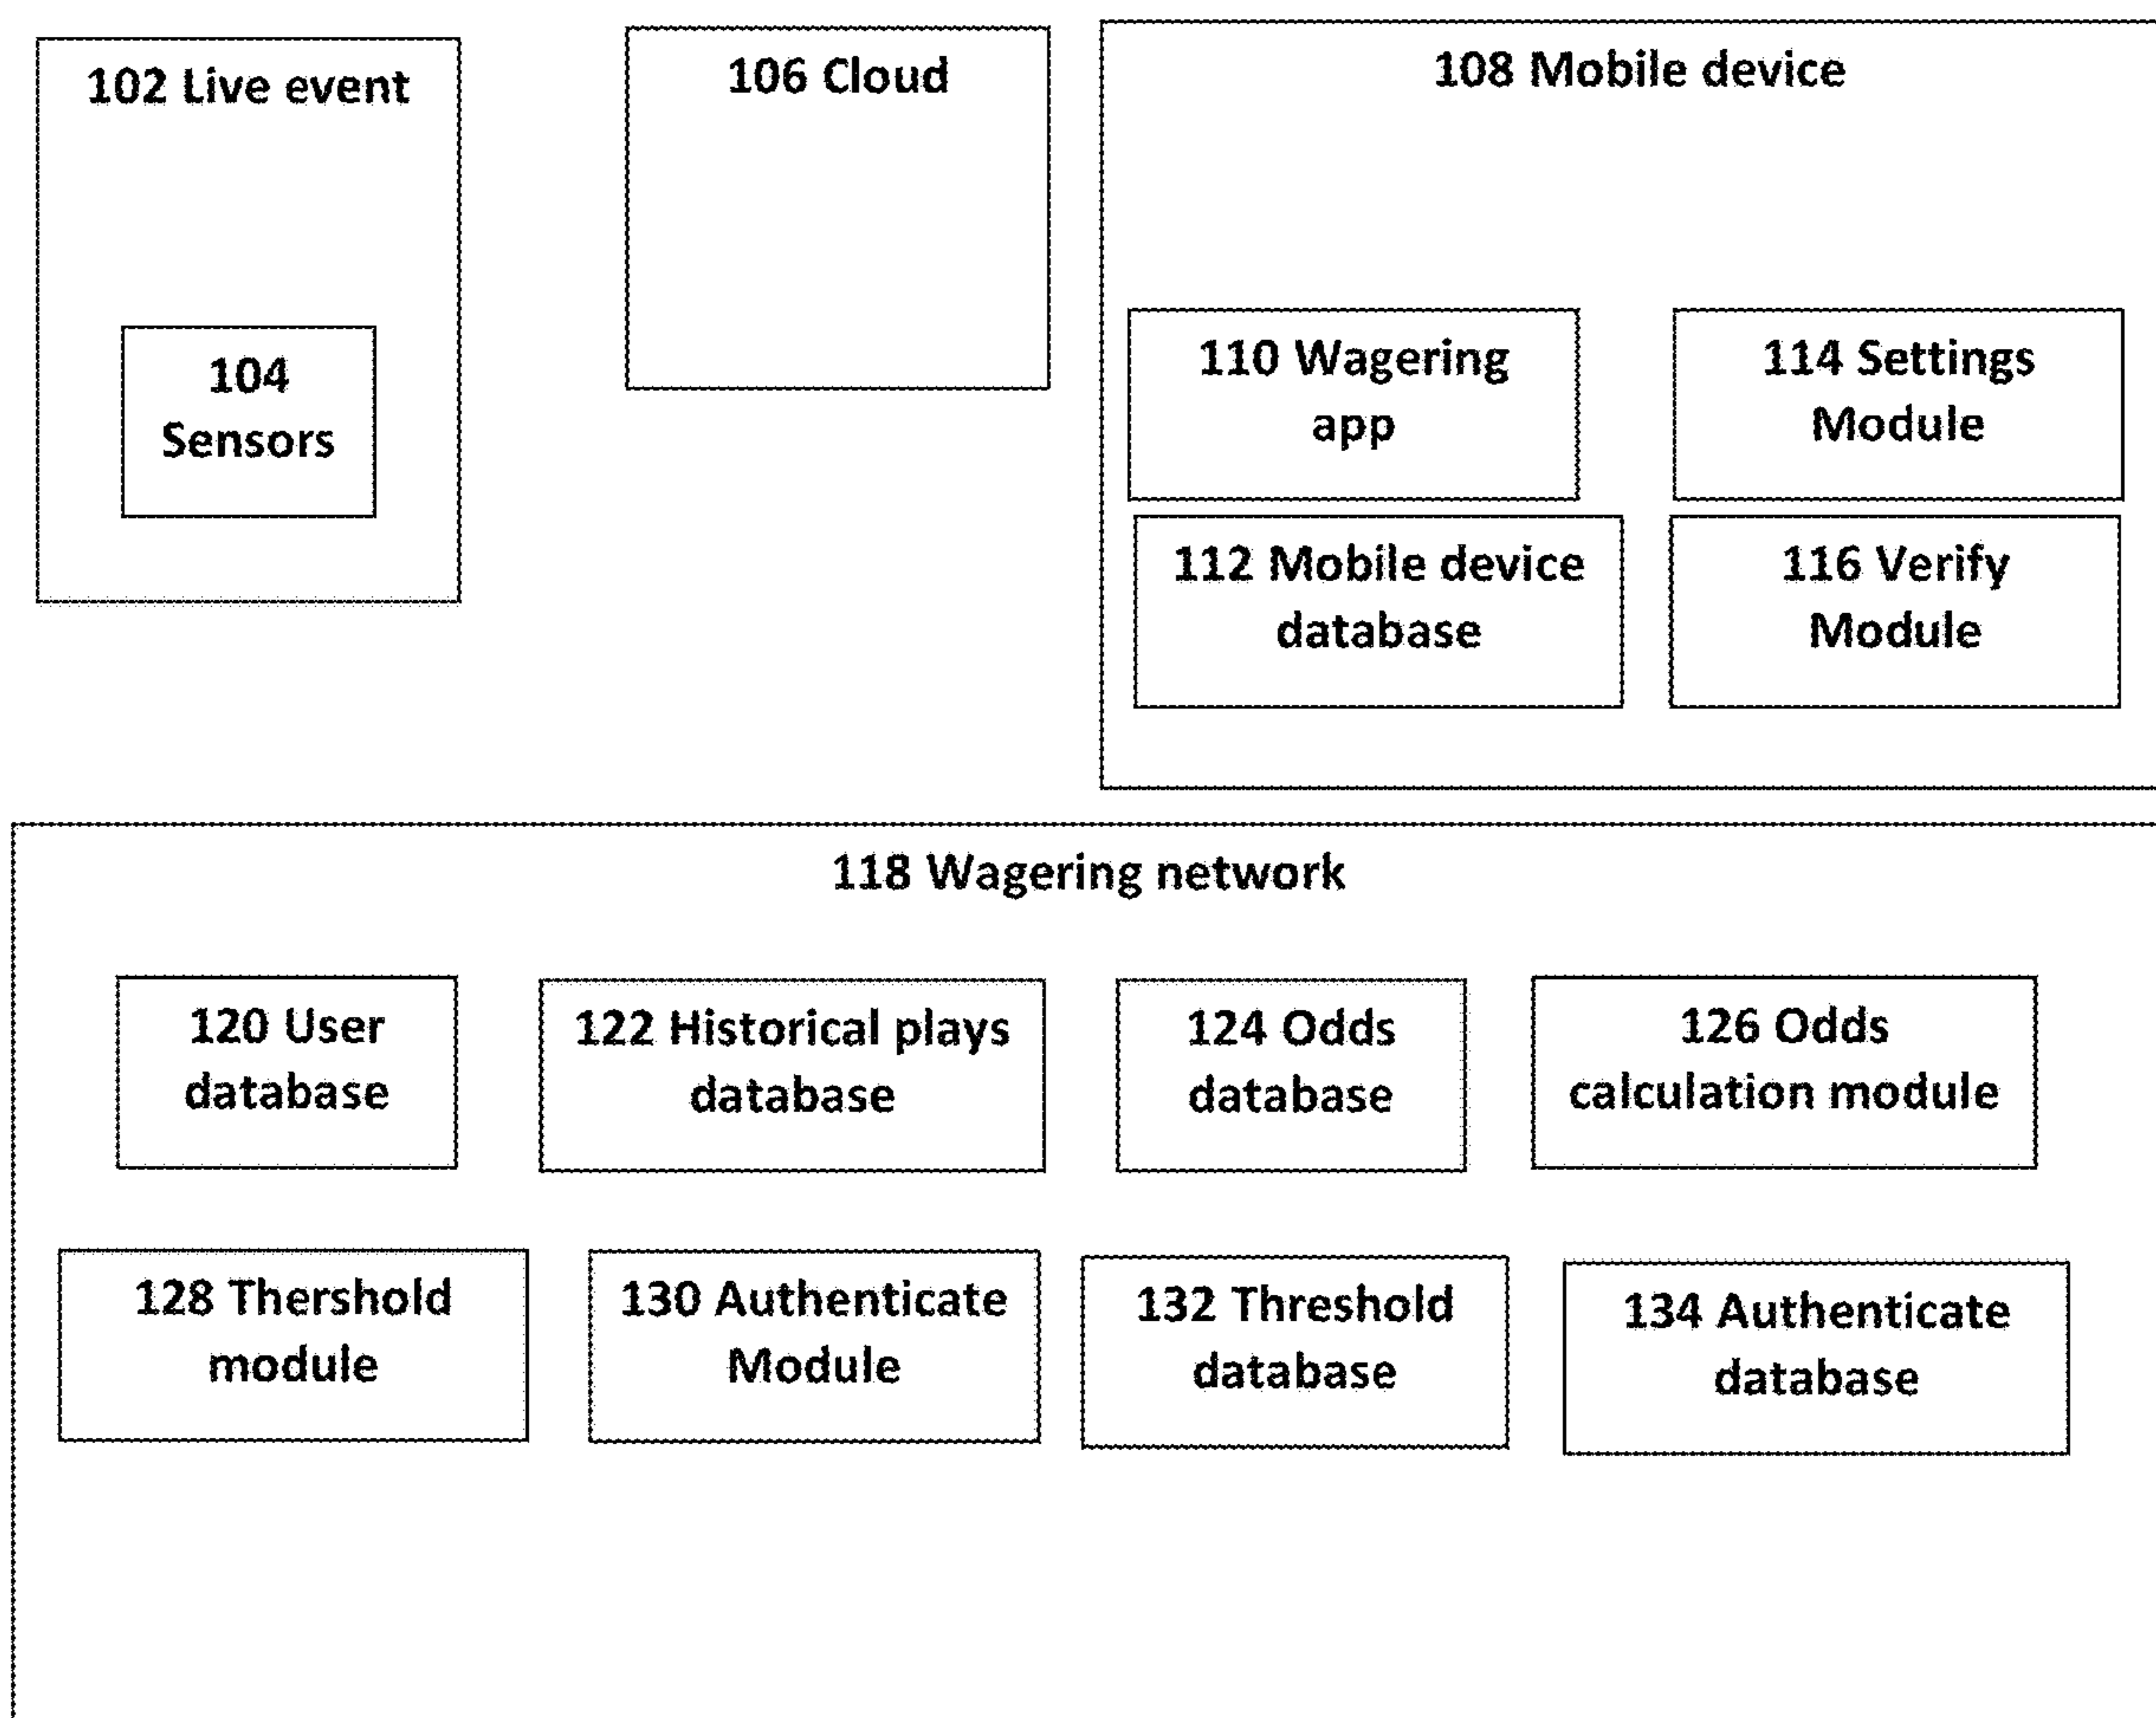 102 Live event
104
Sensors
106 Cloud
108 Mobile device
110 Wagering
app
114 Settings
Module
112 Mobile device
database
116 Verify
Module
118 Wagering network
120 User
database
122 Historical plays
database
124 Odds
database
126 Odds
calculation module
128 Thershold
module
130 Authenticate
Module
132 Threshold
database
134 Authenticate
database